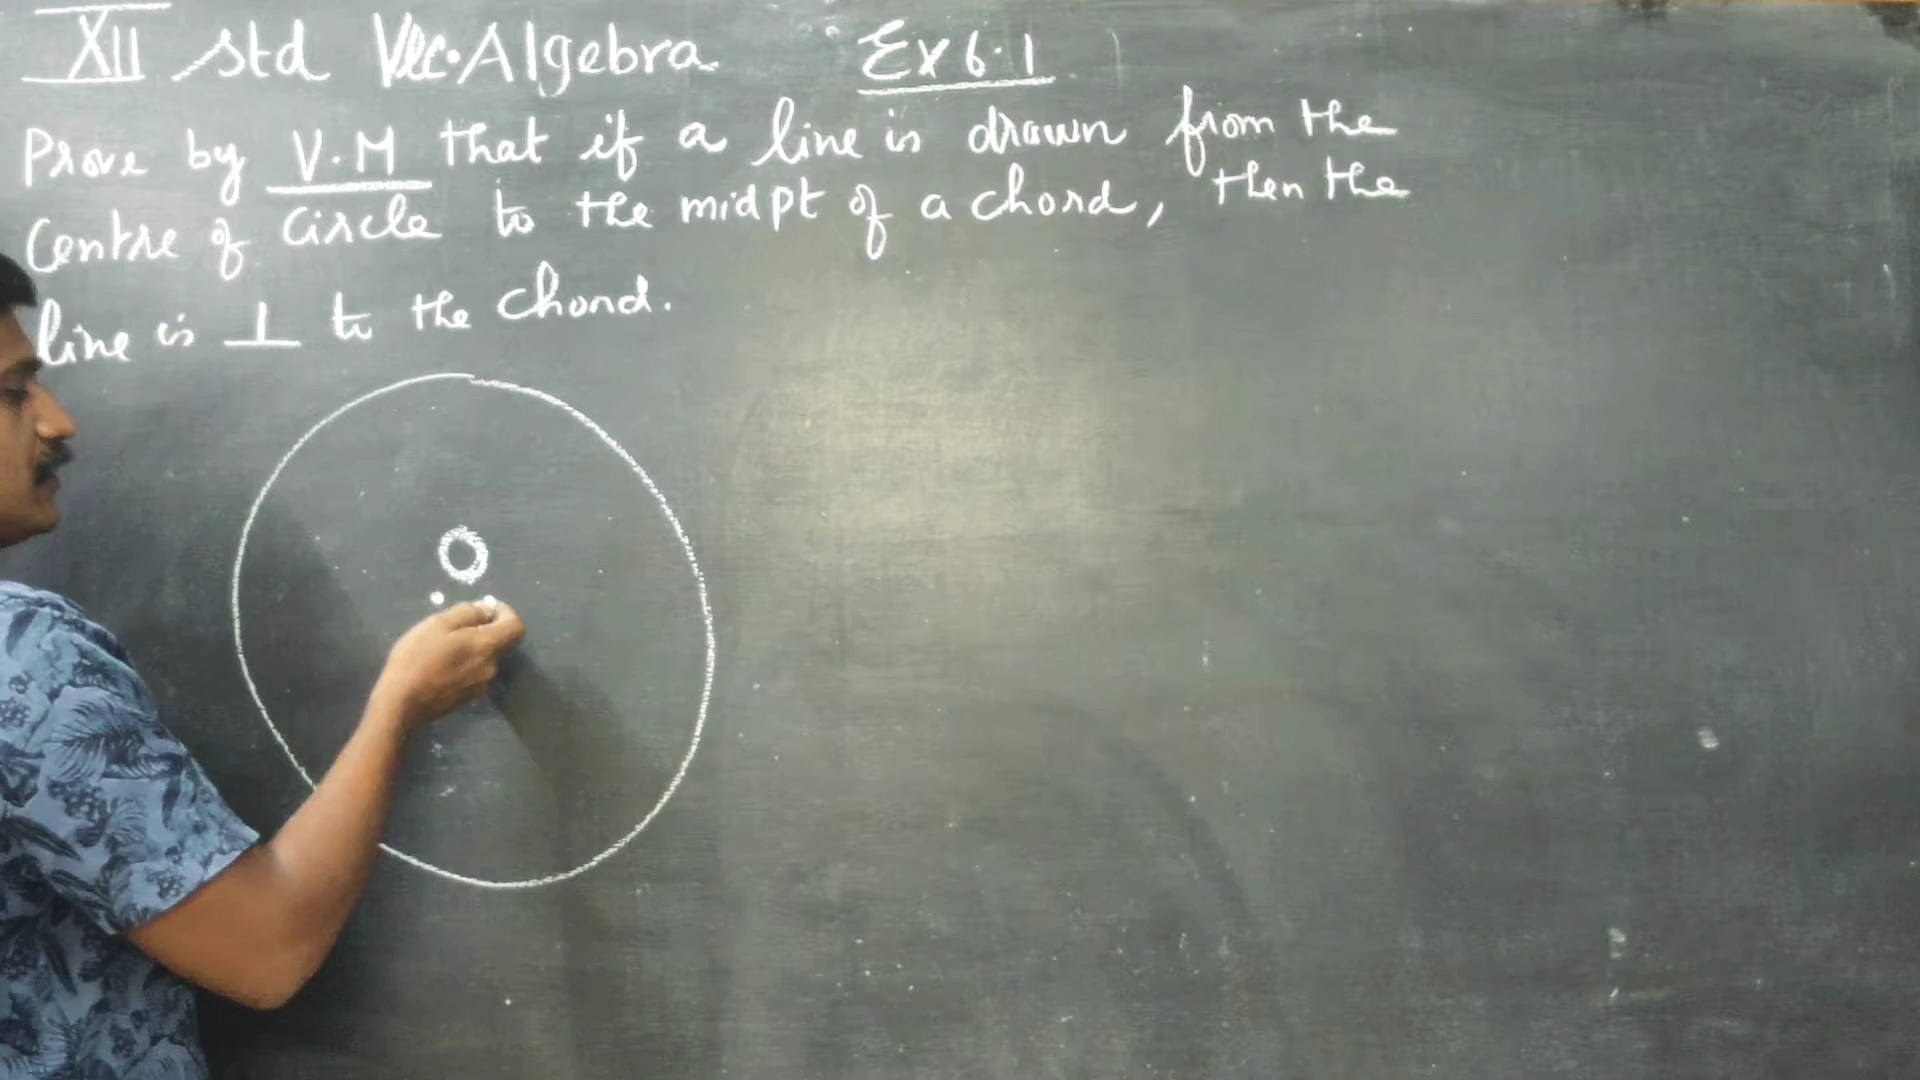 XII std Vec. Algebra Ex 6.1
Prove by V.M that if a line is drawn from the
Centre of Circle to the midpt of a chord, then the
line is ⊥ to the chord.
O